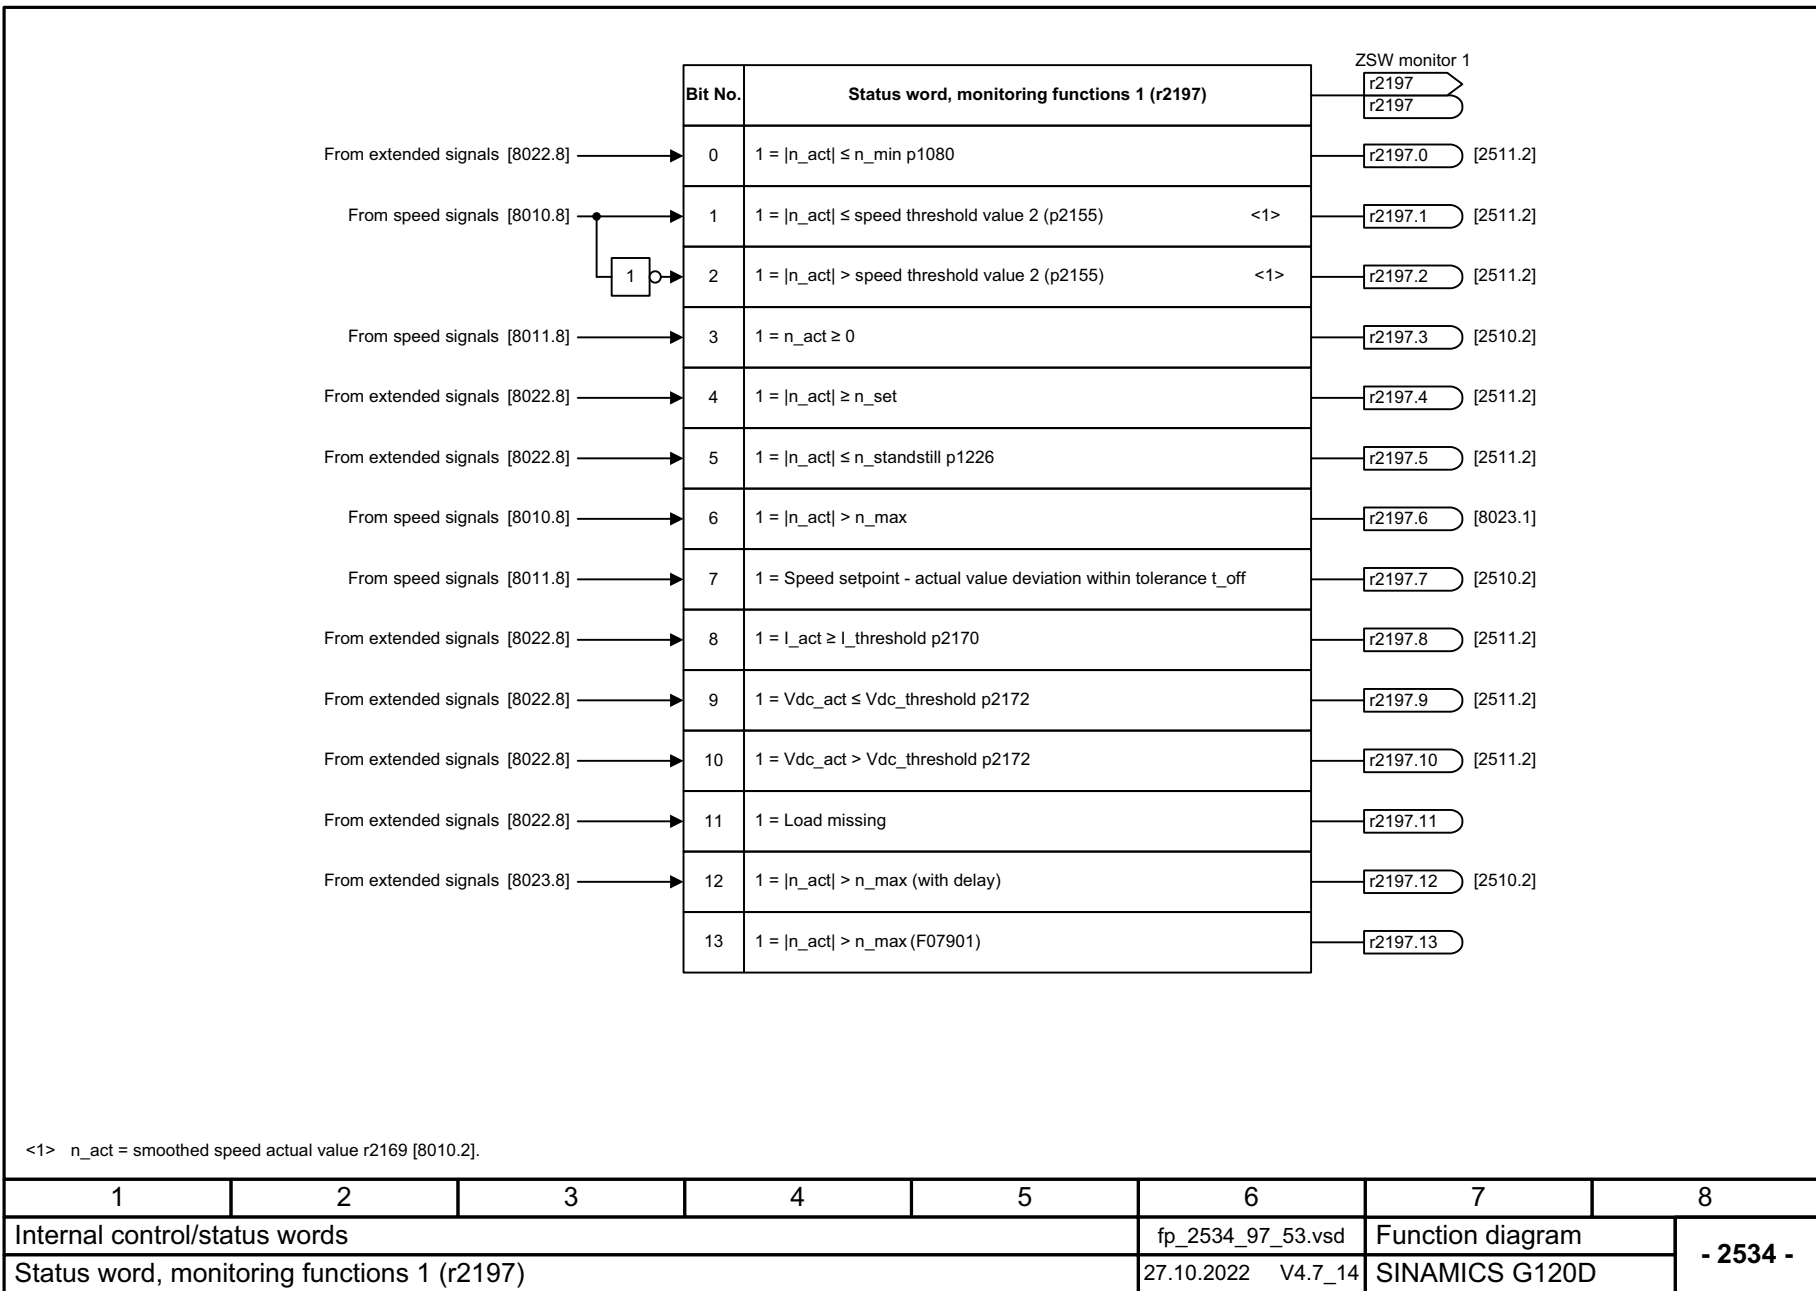 ZSW monitor 1
Bit No. Status word, monitoring functions 1 (r2197) r2197
r2197
From extended signals [8022.8] 0 1 = |n_act| ≤ n_min p1080 r2197.0 [2511.2]
From speed signals [8010.8] 1 1 = |n_act| ≤ speed threshold value 2 (p2155) <1> r2197.1 [2511.2]
1 2 1 = |n_act| > speed threshold value 2 (p2155) <1> r2197.2 [2511.2]
From speed signals [8011.8] 3 1 = n_act ≥ 0 r2197.3 [2510.2]
From extended signals [8022.8] 4 1 = |n_act| ≥ n_set r2197.4 [2511.2]
From extended signals [8022.8] 5 1 = |n_act| ≤ n_standstill p1226 r2197.5 [2511.2]
From speed signals [8010.8] 6 1 = |n_act| > n_max r2197.6 [8023.1]
From speed signals [8011.8] 7 1 = Speed setpoint - actual value deviation within tolerance t_off r2197.7 [2510.2]
From extended signals [8022.8] 8 1 = I_act ≥ I_threshold p2170 r2197.8 [2511.2]
From extended signals [8022.8] 9 1 = Vdc_act ≤ Vdc_threshold p2172 r2197.9 [2511.2]
From extended signals [8022.8] 10 1 = Vdc_act > Vdc_threshold p2172 r2197.10 [2511.2]
From extended signals [8022.8] 11 1 = Load missing r2197.11
From extended signals [8023.8] 12 1 = |n_act| > n_max (with delay) r2197.12 [2510.2]
13 1 = |n_act| > n_max (F07901) r2197.13
<1> n_act = smoothed speed actual value r2169 [8010.2].
1 2 3 4 5 6 7 8
Internal control/status words fp_2534_97_53.vsd Function diagram - 2534 -
Status word, monitoring functions 1 (r2197) 27.10.2022 V4.7_14 SINAMICS G120D